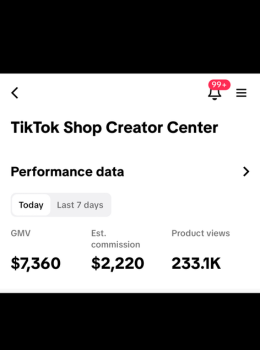 99+
TikTok Shop Creator Center
Performance data
Today Last 7 days
GMV Est. commission Product views
$7,360 $2,220 233.1K